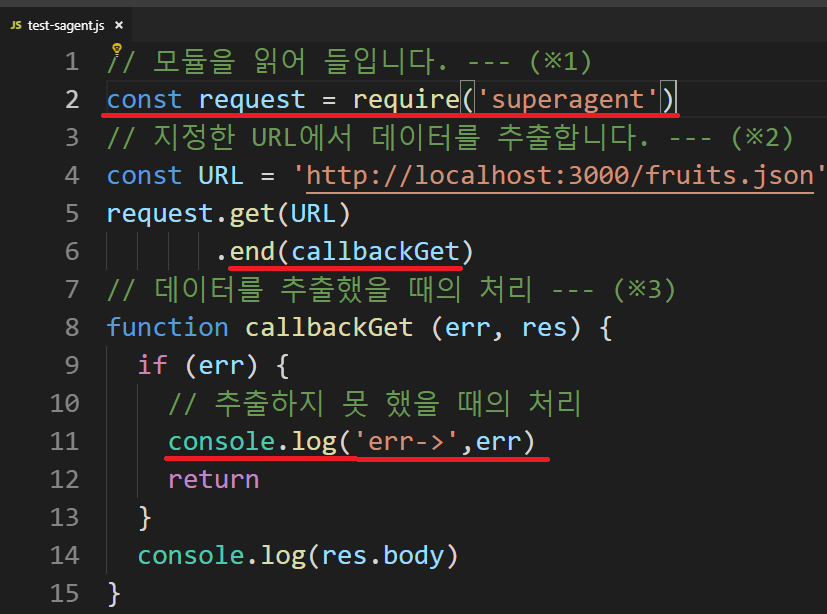 JS test-sagent.js ×
1 // 모듈을 읽어 들입니다. --- (※1)
2 const request = require('superagent')
3 // 지정한 URL에서 데이터를 추출합니다. --- (※2)
4 const URL = 'http://localhost:3000/fruits.json'
5 request.get(URL)
6 .end(callbackGet)
7 // 데이터를 추출했을 때의 처리 --- (※3)
8 function callbackGet (err, res) {
9 if (err) {
10 // 추출하지 못 했을 때의 처리
11 console.log('err->',err)
12 return
13 }
14 console.log(res.body)
15 }